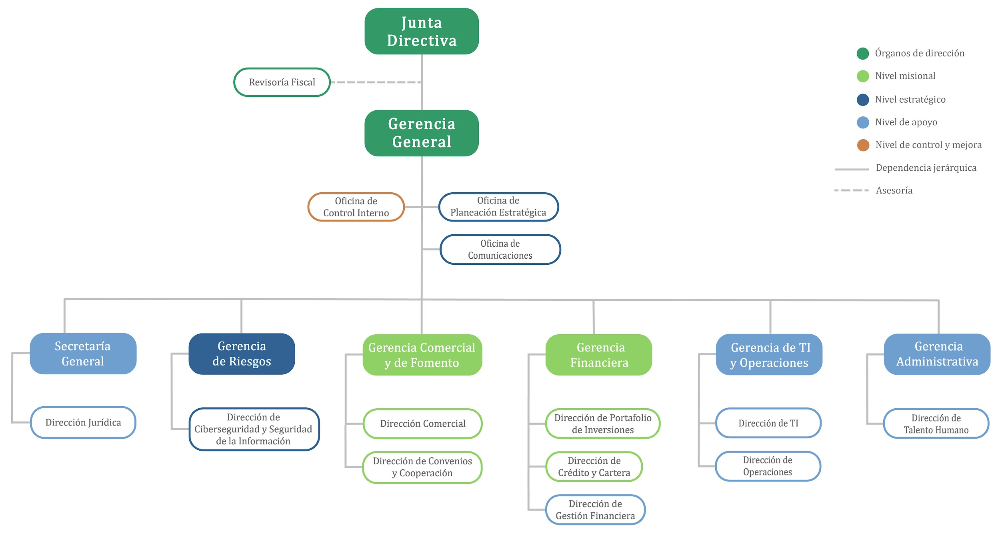 Junta
Directiva
Revisoría Fiscal
Gerencia
General
Oficina de
Control Interno
Oficina de
Planeación Estratégica
Oficina de
Comunicaciones
Órganos de dirección
Nivel misional
Nivel estratégico
Nivel de apoyo
Nivel de control y mejora
Dependencia jerárquica
Asesoría
Secretaría
General
Dirección Jurídica
Gerencia
de Riesgos
Dirección de
Ciberseguridad y Seguridad
de la Información
Gerencia Comercial
y de Fomento
Dirección Comercial
Dirección de Convenios
y Cooperación
Gerencia
Financiera
Dirección de Portafolio
de Inversiones
Dirección de
Crédito y Cartera
Dirección de
Gestión Financiera
Gerencia de TI
y Operaciones
Dirección de TI
Dirección de
Operaciones
Gerencia
Administrativa
Dirección de
Talento Humano